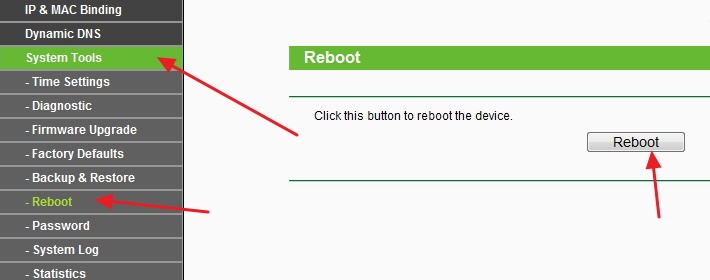 IP & MAC Binding
Dynamic DNS
System Tools
- Time Settings
- Diagnostic
- Firmware Upgrade
- Factory Defaults
- Backup & Restore
- Reboot
- Password
- System Log
- Statistics
Reboot
Click this button to reboot the device.
Reboot